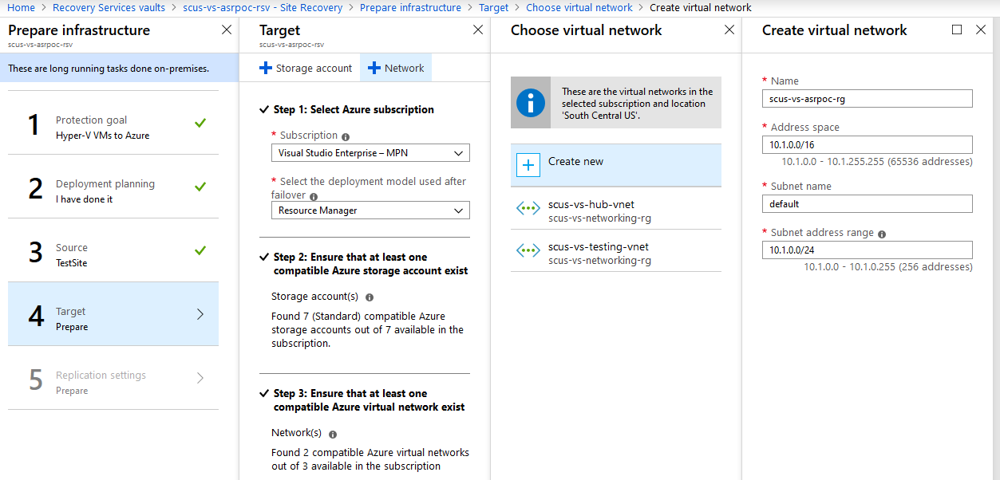 Home > Recovery Services vaults > scus-vs-asrpoc-rsv - Site Recovery > Prepare infrastructure > Target > Choose virtual network > Create virtual network
Prepare infrastructure
scus-vs-asrpoc-rsv
These are long running tasks done on-premises.
1
Protection goal
Hyper-V VMs to Azure
2
Deployment planning
I have done it
3
Source
TestSite
4
Target
Prepare
5
Replication settings
Prepare
Target
scus-vs-asrpoc-rsv
Storage account
Network
Step 1: Select Azure subscription
* Subscription
Visual Studio Enterprise – MPN
* Select the deployment model used after
failover
Resource Manager
Step 2: Ensure that at least one
compatible Azure storage account exist
Storage account(s)
Found 7 (Standard) compatible Azure
storage accounts out of 7 available in the
subscription.
Step 3: Ensure that at least one
compatible Azure virtual network exist
Network(s)
Found 2 compatible Azure virtual networks
out of 3 available in the subscription
Choose virtual network
These are the virtual networks in the
selected subscription and location
'South Central US'.
Create new
scus-vs-hub-vnet
scus-vs-networking-rg
scus-vs-testing-vnet
scus-vs-networking-rg
Create virtual network
* Name
scus-vs-asrpoc-rg
* Address space
10.1.0.0/16
10.1.0.0 - 10.1.255.255 (65536 addresses)
* Subnet name
default
* Subnet address range
10.1.0.0/24
10.1.0.0 - 10.1.0.255 (256 addresses)